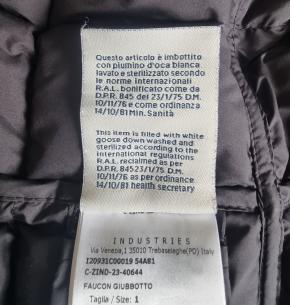 Questo articolo è imbottito
con piumino d'oca bianca
lavato e sterilizzato secondo
le norme internazionali
R.A.L. bonificato come da
D.P.R. 845 del 23/1/75 D.M.
10/11/76 e come ordinanza
14/10/81 Min. Sanità
This item is filled with white
goose down washed and
sterilized according to the
international regulations
R.A.L. reclaimed as per
D.P.R. 84523/1/75 D.M.
10/11/76 as per ordinance
14/10/81 health secretary
INDUSTRIES
Via Venezia,1 35010 Trebaseleghe(PD) Italy
I20931C00019 54A81
C-ZIND-23-40644
FAUCON GIUBBOTTO
Taglia / Size: 1